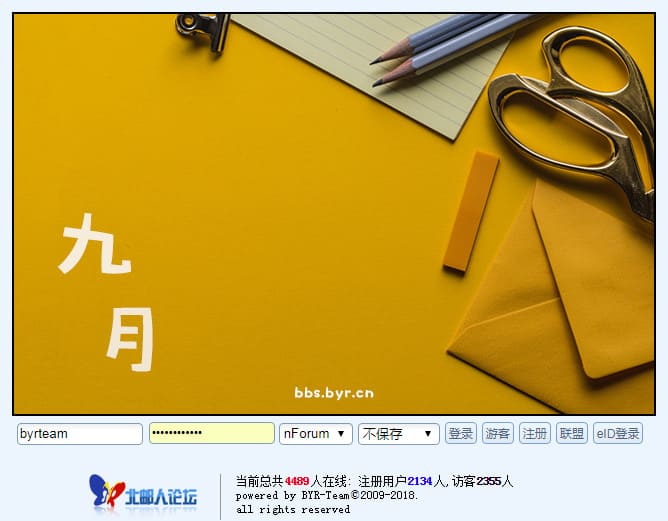 九
月
bbs.byr.cn
byrteam •••••••••••• nForum ▼ 不保存 ▼ 登录 游客 注册 联盟 eID登录
北邮人论坛
当前总共4489人在线: 注册用户2134人,访客2355人
powered by BYR-Team©2009-2018.
all rights reserved